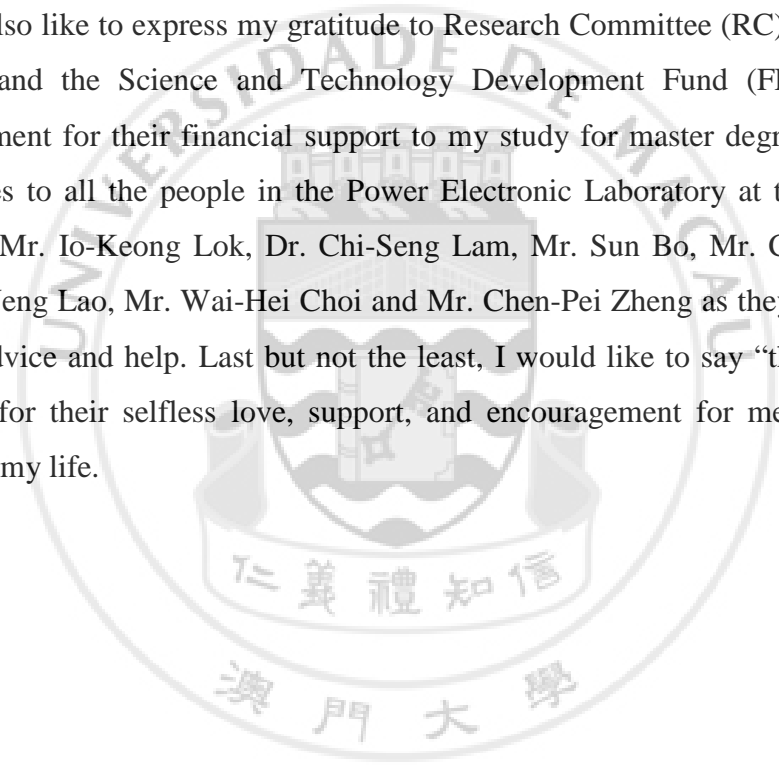 lso like to express my gratitude to Research Committee (RC)
and the Science and Technology Development Fund (F
ment for their financial support to my study for master degr
es to all the people in the Power Electronic Laboratory at t
Mr. Io-Keong Lok, Dr. Chi-Seng Lam, Mr. Sun Bo, Mr. C
eng Lao, Mr. Wai-Hei Choi and Mr. Chen-Pei Zheng as they
dvice and help. Last but not the least, I would like to say “t
for their selfless love, support, and encouragement for me
my life.
UNIVERSIDADE DE MACAU
仁義禮知信
澳門大學